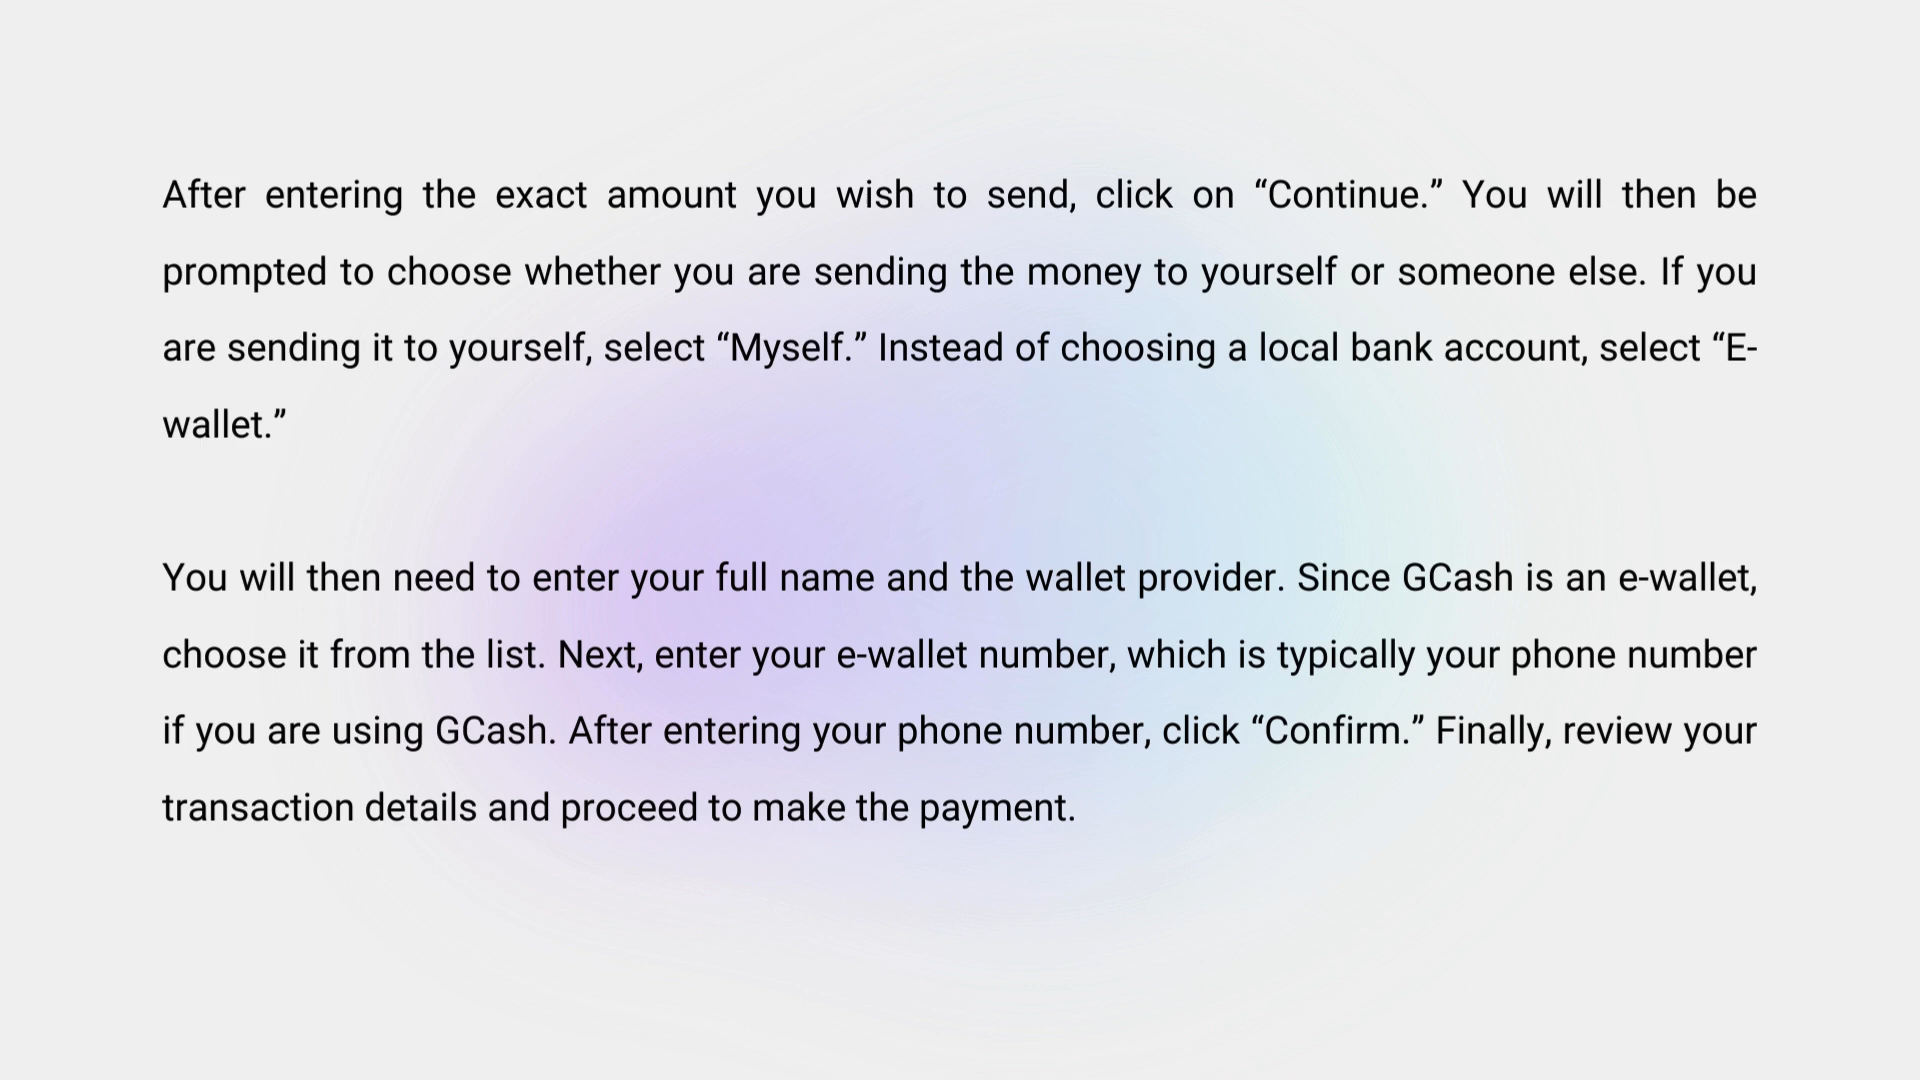 After entering the exact amount you wish to send, click on “Continue.” You will then be
prompted to choose whether you are sending the money to yourself or someone else. If you
are sending it to yourself, select “Myself.” Instead of choosing a local bank account, select “E-
wallet.”
You will then need to enter your full name and the wallet provider. Since GCash is an e-wallet,
choose it from the list. Next, enter your e-wallet number, which is typically your phone number
if you are using GCash. After entering your phone number, click “Confirm.” Finally, review your
transaction details and proceed to make the payment.